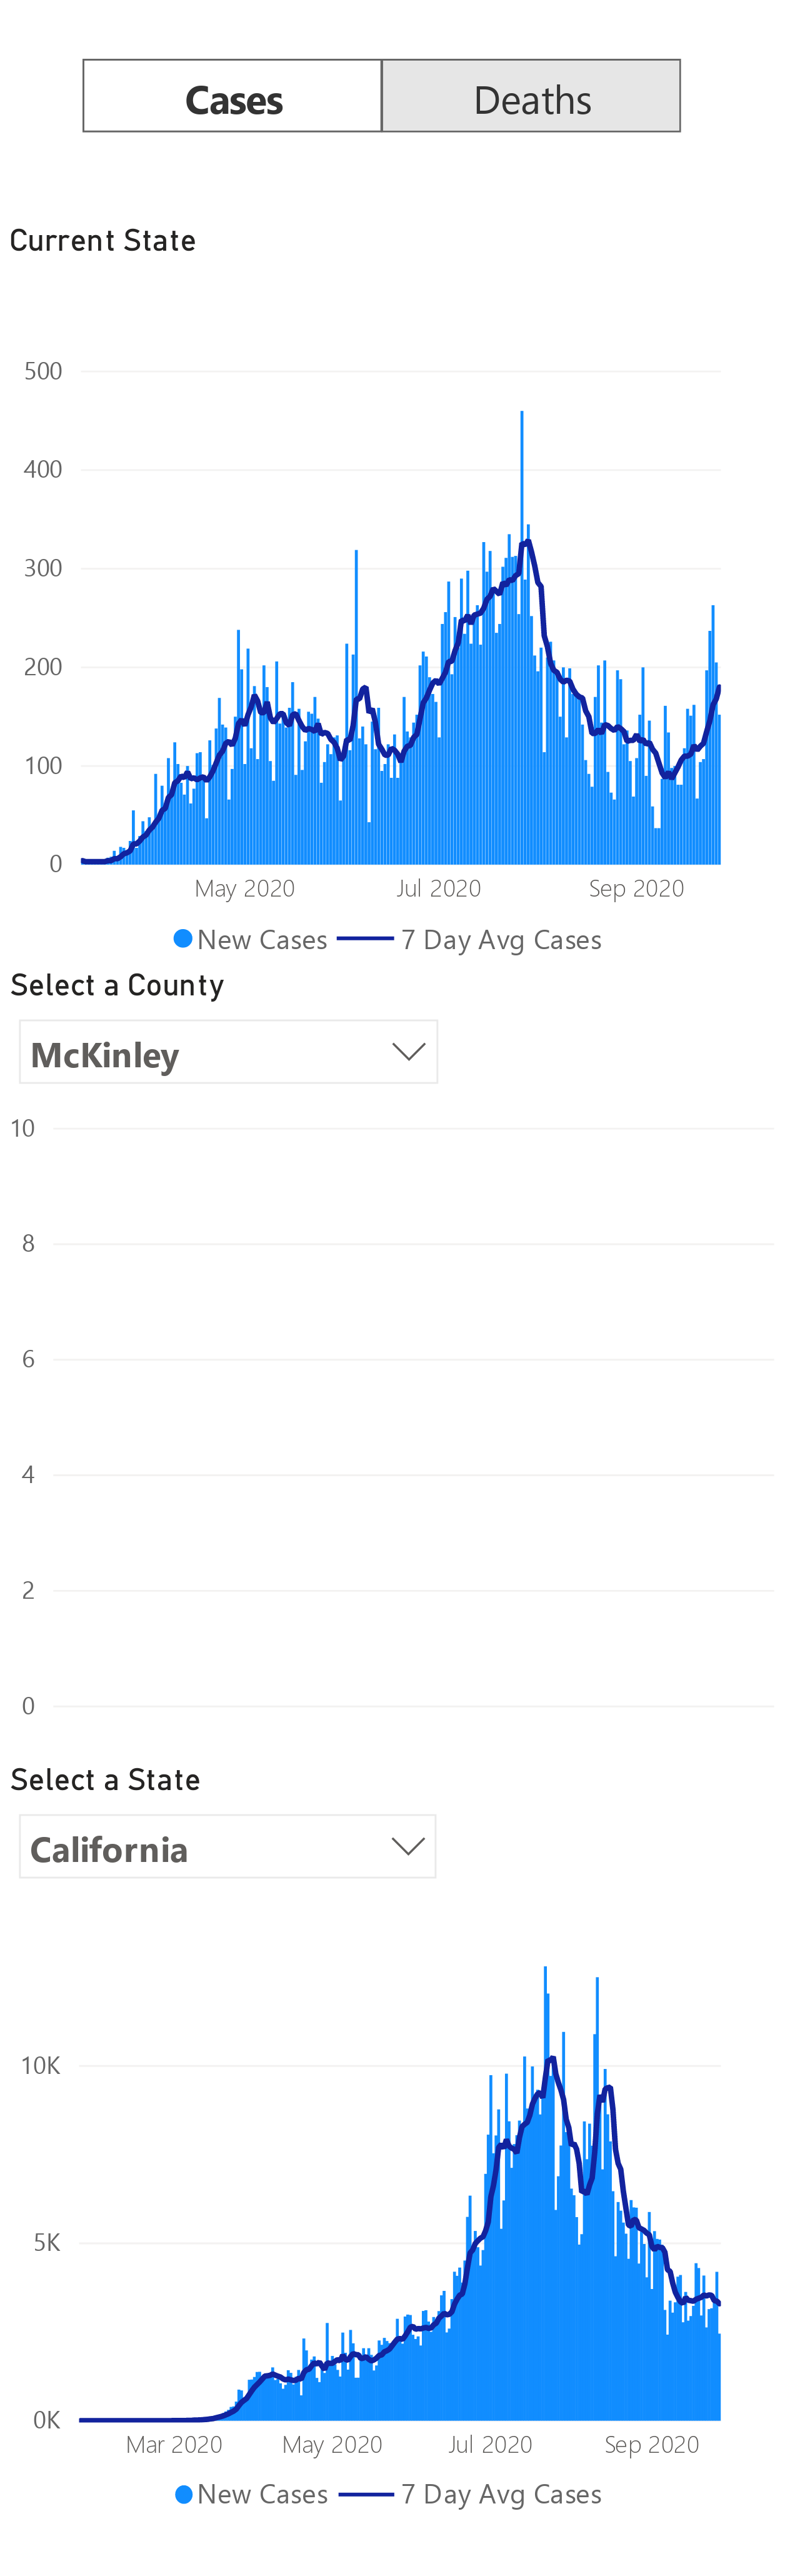 Cases Deaths
Current State
500
400
300
200
100
0
May 2020 Jul 2020 Sep 2020
New Cases 7 Day Avg Cases
Select a County
McKinley
10
8
6
4
2
0
Select a State
California
10K
5K
0K
Mar 2020 May 2020 Jul 2020 Sep 2020
New Cases 7 Day Avg Cases